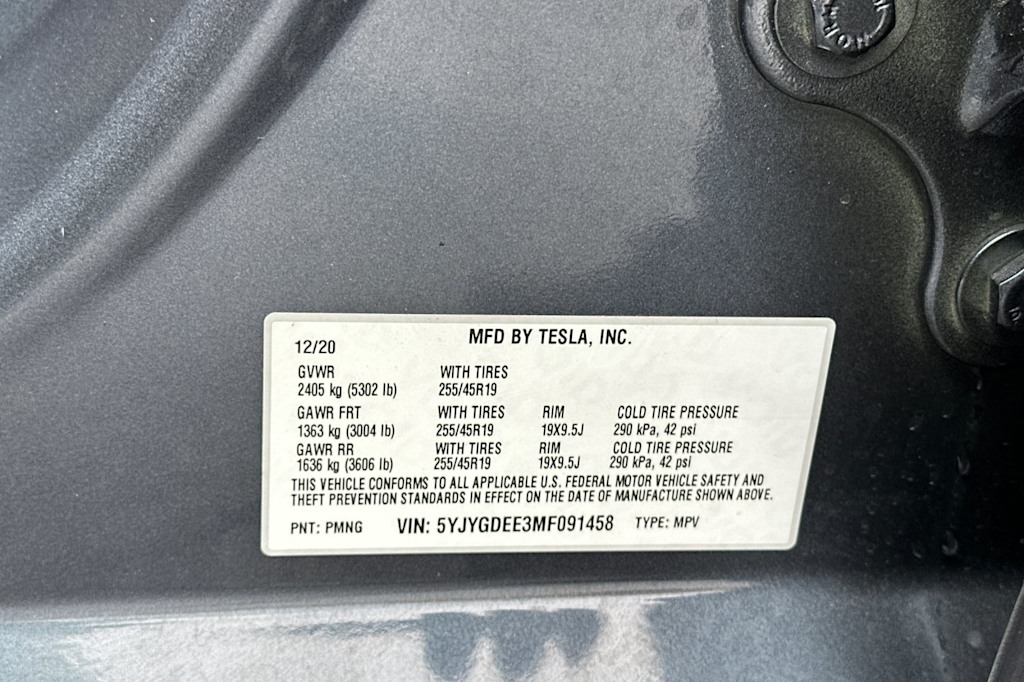 MFD BY TESLA, INC.
12/20
GVWR WITH TIRES
2405 kg (5302 lb) 255/45R19
GAWR FRT WITH TIRES RIM COLD TIRE PRESSURE
1363 kg (3004 lb) 255/45R19 19X9.5J 290 kPa, 42 psi
GAWR RR WITH TIRES RIM COLD TIRE PRESSURE
1636 kg (3606 lb) 255/45R19 19X9.5J 290 kPa, 42 psi
THIS VEHICLE CONFORMS TO ALL APPLICABLE U.S. FEDERAL MOTOR VEHICLE SAFETY AND
THEFT PREVENTION STANDARDS IN EFFECT ON THE DATE OF MANUFACTURE SHOWN ABOVE.
PNT: PMNG VIN: 5YJYGDEE3MF091458 TYPE: MPV